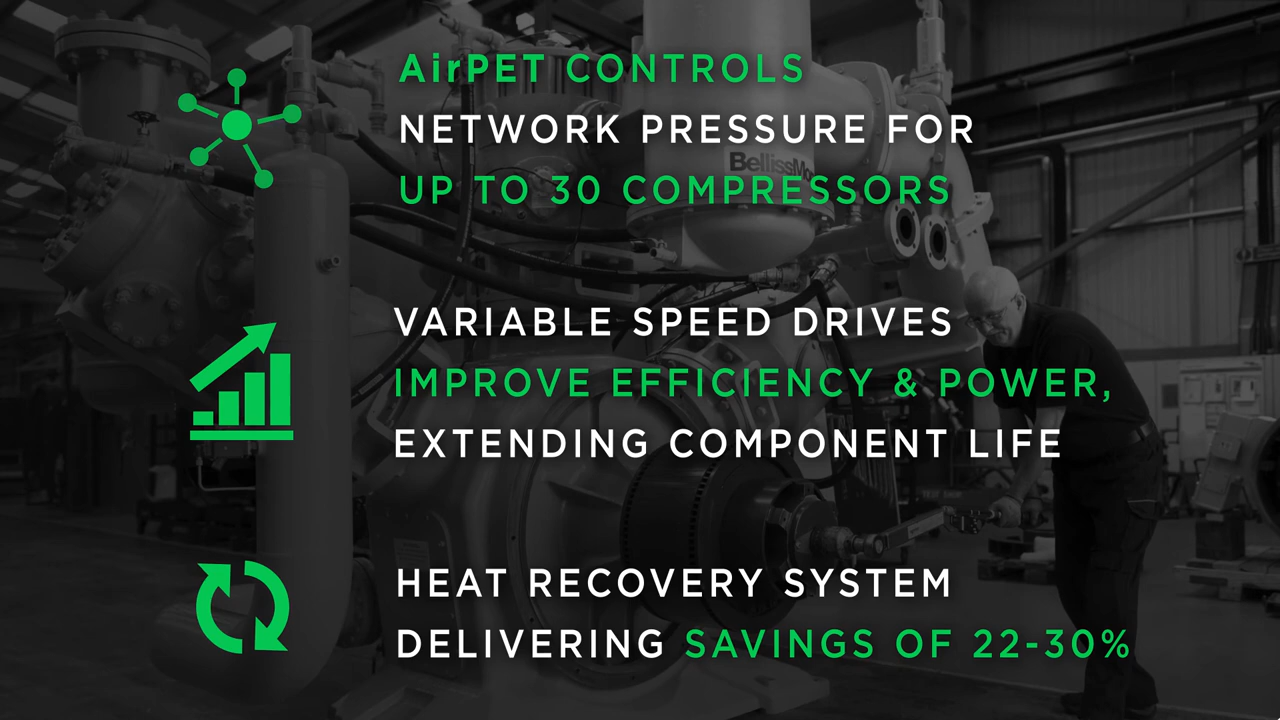 AirPET CONTROLS
NETWORK PRESSURE FOR
UP TO 30 COMPRESSORS
VARIABLE SPEED DRIVES
IMPROVE EFFICIENCY & POWER,
EXTENDING COMPONENT LIFE
HEAT RECOVERY SYSTEM
DELIVERING SAVINGS OF 22-30%